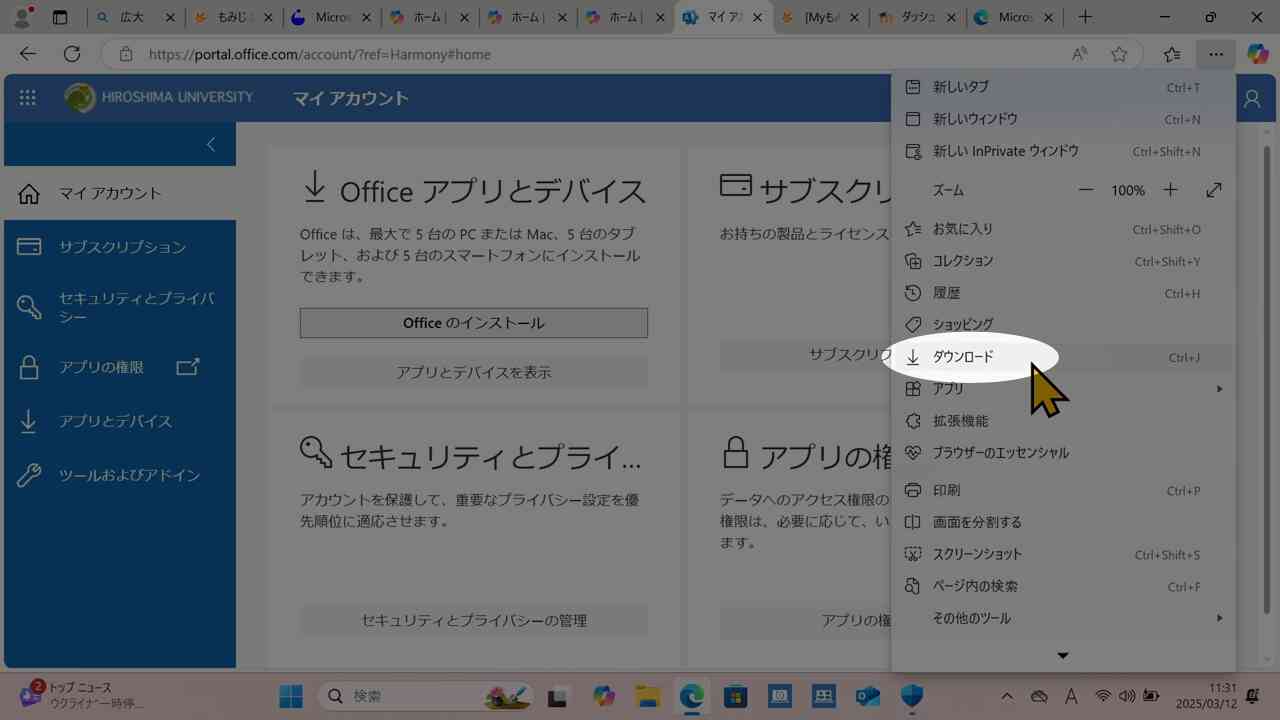 広大
もみじ
Micros
ホーム |
ホーム |
ホーム |
マイ ア
[Myも
ダッシュ
Micros
https://portal.office.com/account/?ref=Harmony#home
HIROSHIMA UNIVERSITY
マイ アカウント
マイ アカウント
サブスクリプション
セキュリティとプライバ
シー
アプリの権限
アプリとデバイス
ツールおよびアドイン
Office アプリとデバイス
Office は、最大で 5 台の PC または Mac、5 台のタブ
レット、および 5 台のスマートフォンにインストール
できます。
Office のインストール
アプリとデバイスを表示
サブスクリ
お持ちの製品とライセンス
サブスクリプ
セキュリティとプライ...
アカウントを保護して、重要なプライバシー設定を優
先順位に適応させます。
セキュリティとプライバシーの管理
アプリの権
データへのアクセス権限の
権限は、必要に応じて、い
ます。
アプリの権
新しいタブ Ctrl+T
新しいウィンドウ Ctrl+N
新しい InPrivate ウィンドウ Ctrl+Shift+N
ズーム 100%
お気に入り Ctrl+Shift+O
コレクション Ctrl+Shift+Y
履歴 Ctrl+H
ショッピング
ダウンロード Ctrl+J
アプリ
拡張機能
ブラウザーのエッセンシャル
印刷 Ctrl+P
画面を分割する
スクリーンショット Ctrl+Shift+S
ページ内の検索 Ctrl+F
その他のツール
2
トップ ニュース
ウクライナ"一時停...
検索
A
11:31
2025/03/12